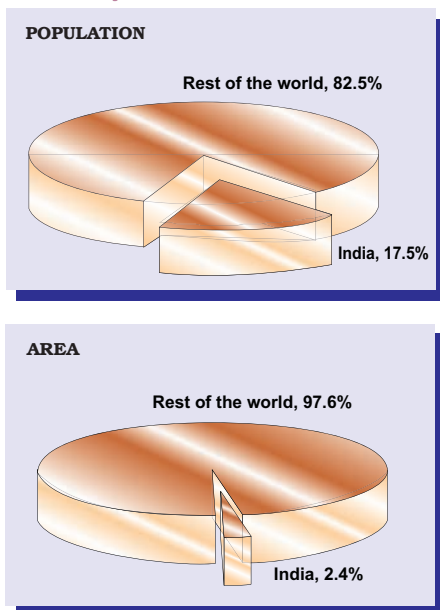 POPULATION
Rest of the world, 82.5%
India, 17.5%
AREA
Rest of the world, 97.6%
India, 2.4%